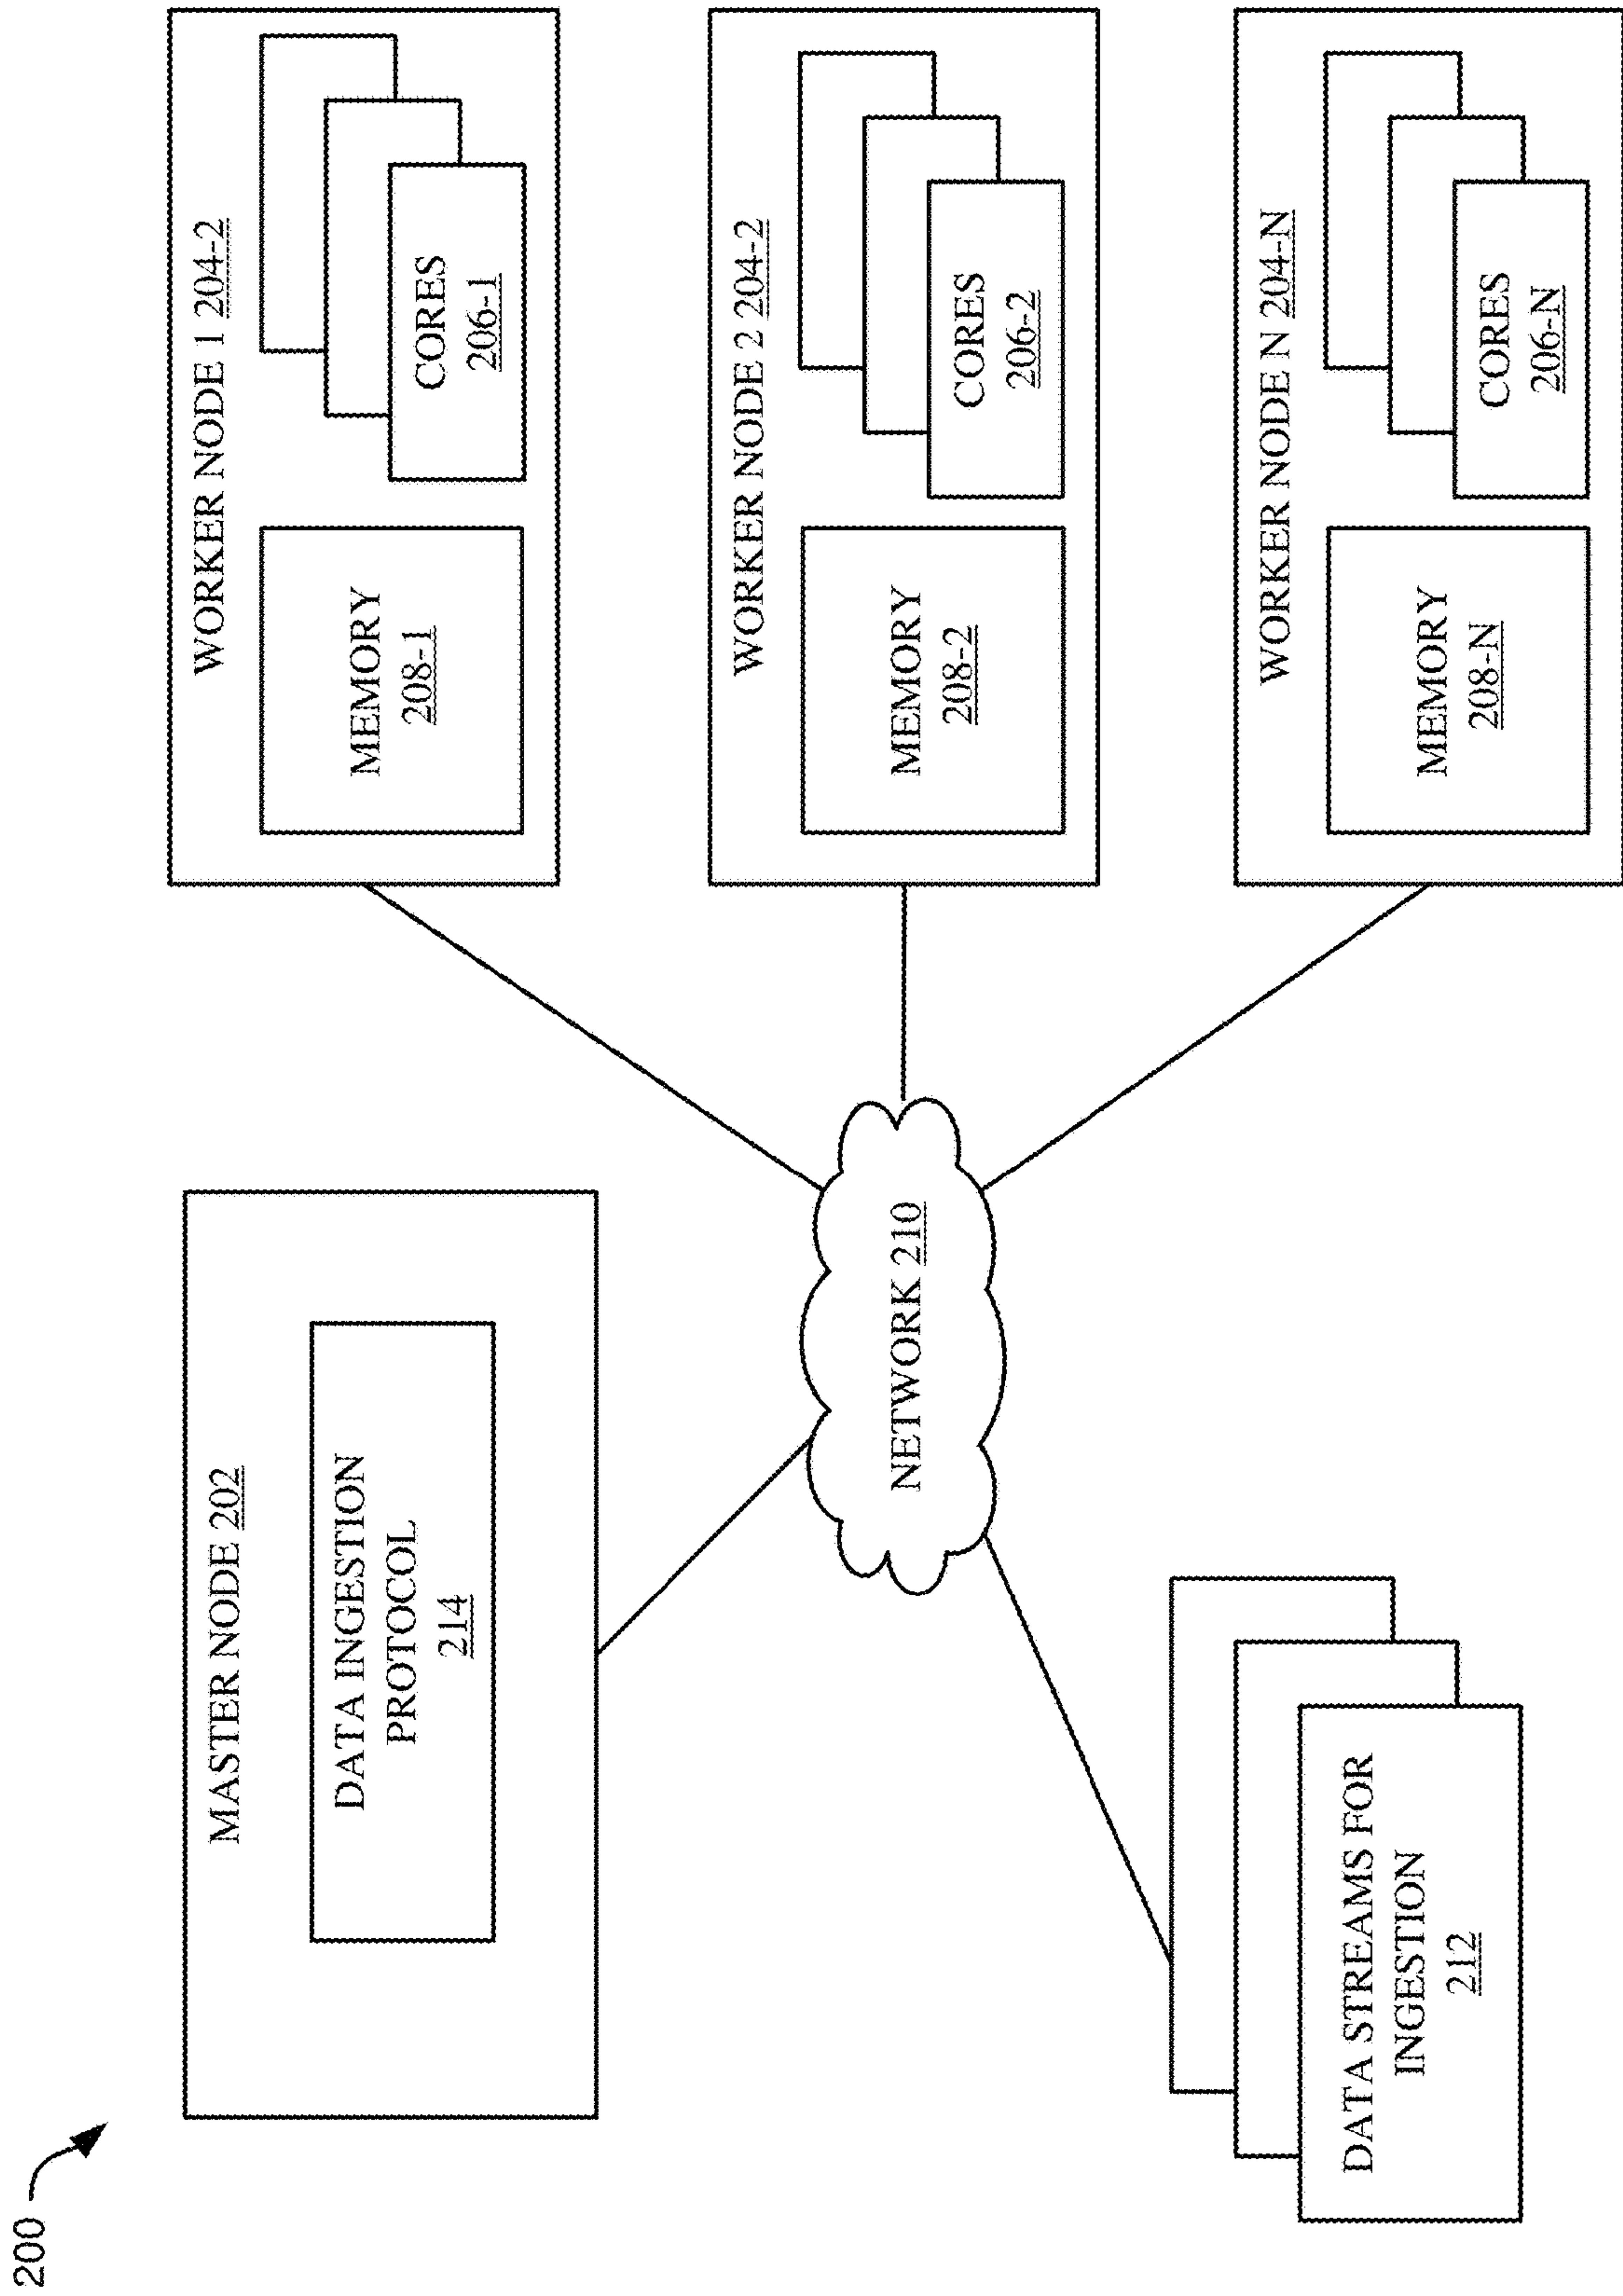 200
MASTER NODE 202
DATA INGESTION
PROTOCOL
214
WORKER NODE 1 204-2
MEMORY
208-1
CORES
206-1
NETWORK 210
WORKER NODE 2 204-2
MEMORY
208-2
CORES
206-2
DATA STREAMS FOR
INGESTION
212
WORKER NODE N 204-N
MEMORY
208-N
CORES
206-N